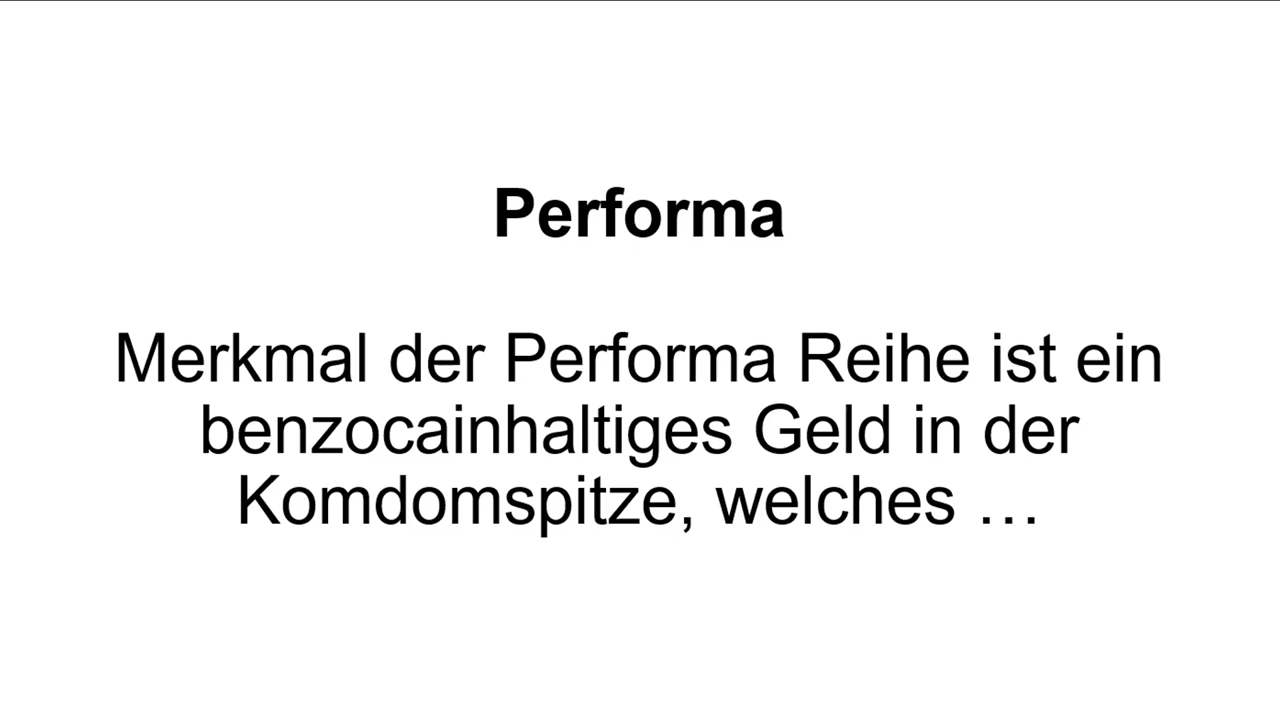 Performa
Merkmal der Performa Reihe ist ein
benzocainhaltiges Geld in der
Komdomspitze, welches …